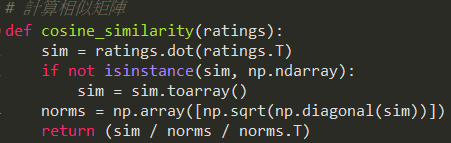 # 計算相似矩陣
def cosine_similarity(ratings):
    sim = ratings.dot(ratings.T)
    if not isinstance(sim, np.ndarray):
        sim = sim.toarray()
    norms = np.array([np.sqrt(np.diagonal(sim))])
    return (sim / norms / norms.T)